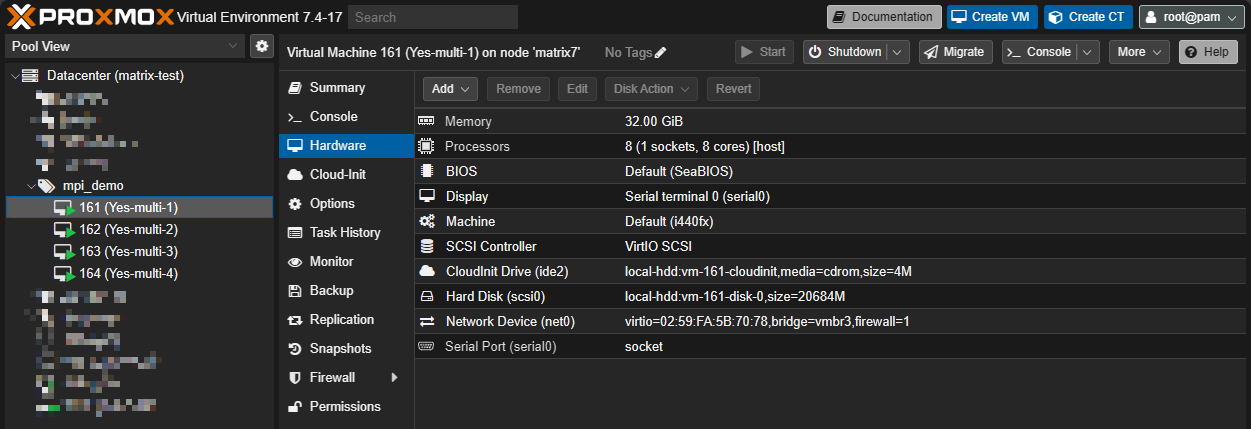 PROXMOX Virtual Environment 7.4-17 Search Documentation Create VM Create CT root@pam
Pool View
Virtual Machine 161 (Yes-multi-1) on node 'matrix7' No Tags Start Shutdown Migrate Console More Help
Datacenter (matrix-test)
mpi_demo
161 (Yes-multi-1)
162 (Yes-multi-2)
163 (Yes-multi-3)
164 (Yes-multi-4)
Summary
Console
Hardware
Cloud-Init
Options
Task History
Monitor
Backup
Replication
Snapshots
Firewall
Permissions
Add Remove Edit Disk Action Revert
Memory 32.00 GiB
Processors 8 (1 sockets, 8 cores) [host]
BIOS Default (SeaBIOS)
Display Serial terminal 0 (serial0)
Machine Default (i440fx)
SCSI Controller VirtIO SCSI
CloudInit Drive (ide2) local-hdd:vm-161-cloudinit,media=cdrom,size=4M
Hard Disk (scsi0) local-hdd:vm-161-disk-0,size=20684M
Network Device (net0) virtio=02:59:FA:5B:70:78,bridge=vmbr3,firewall=1
Serial Port (serial0) socket